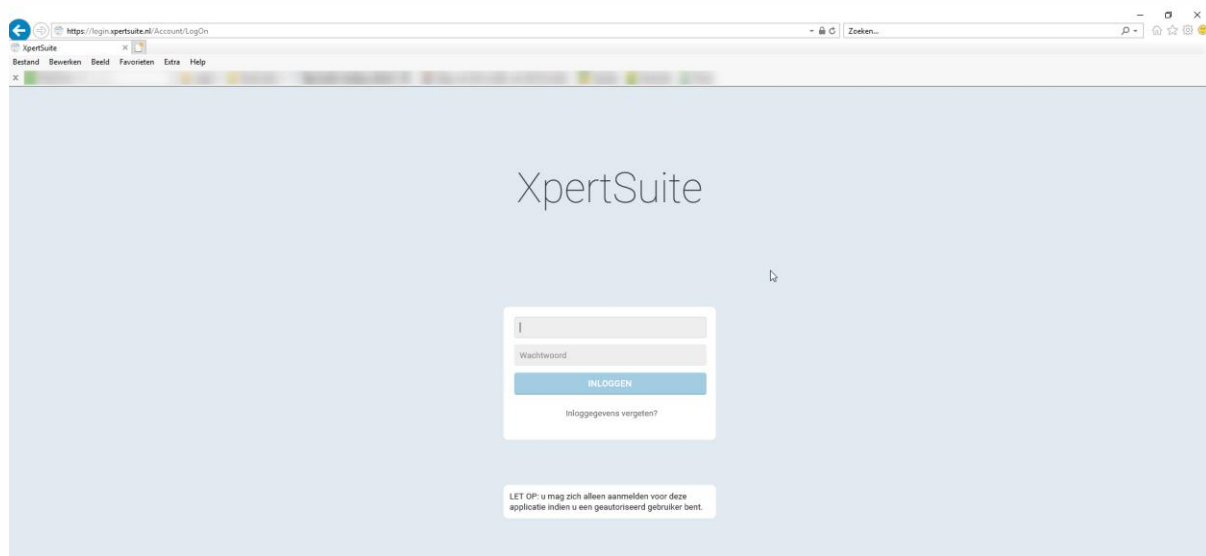 https://login.xpertsuite.nl/Account/LogOn
Zoeken...
XpertSuite
Bestand Bewerken Beeld Favorieten Extra Help
XpertSuite
Wachtwoord
INLOGGEN
Inloggegevens vergeten?
LET OP: u mag zich alleen aanmelden voor deze
applicatie indien u een geautoriseerd gebruiker bent.